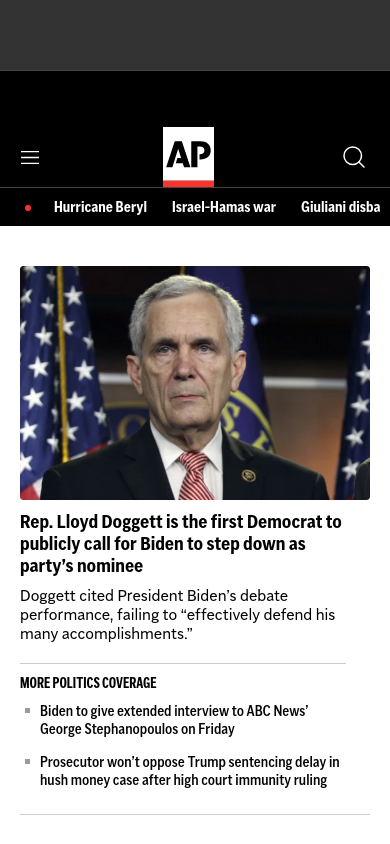 AP
Hurricane Beryl Israel-Hamas war Giuliani disba
Rep. Lloyd Doggett is the first Democrat to
publicly call for Biden to step down as
party’s nominee
Doggett cited President Biden’s debate
performance, failing to “effectively defend his
many accomplishments.”
MORE POLITICS COVERAGE
Biden to give extended interview to ABC News’
George Stephanopoulos on Friday
Prosecutor won’t oppose Trump sentencing delay in
hush money case after high court immunity ruling